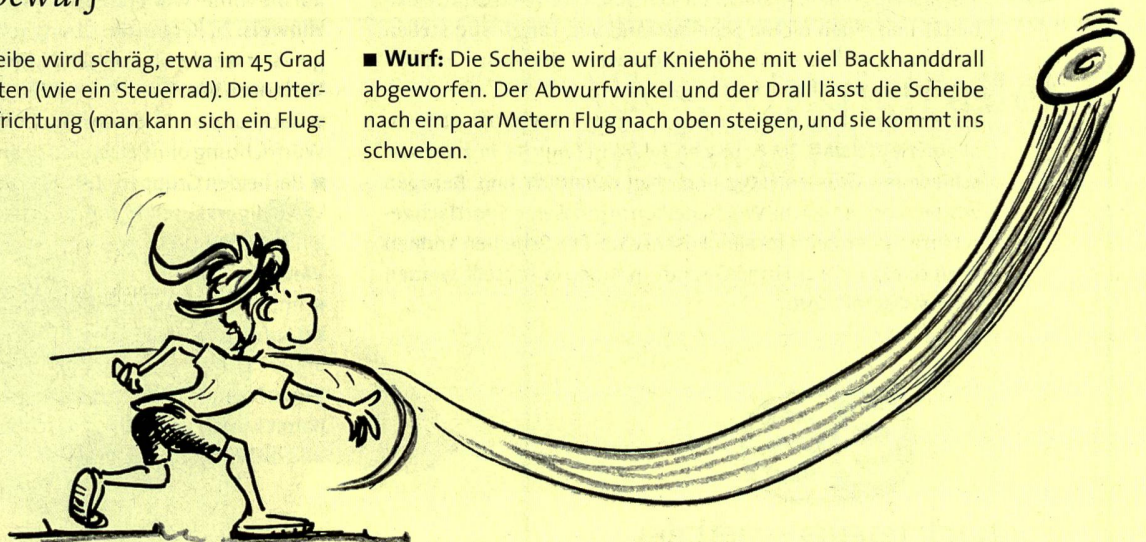 eibe wird schräg, etwa im 45 Grad
ten (wie ein Steuerrad). Die Unter-
richtung (man kann sich ein Flug-
■ Wurf: Die Scheibe wird auf Kniehöhe mit viel Backhanddrall
abgeworfen. Der Abwurfwinkel und der Drall lässt die Scheibe
nach ein paar Metern Flug nach oben steigen, und sie kommt ins
schweben.